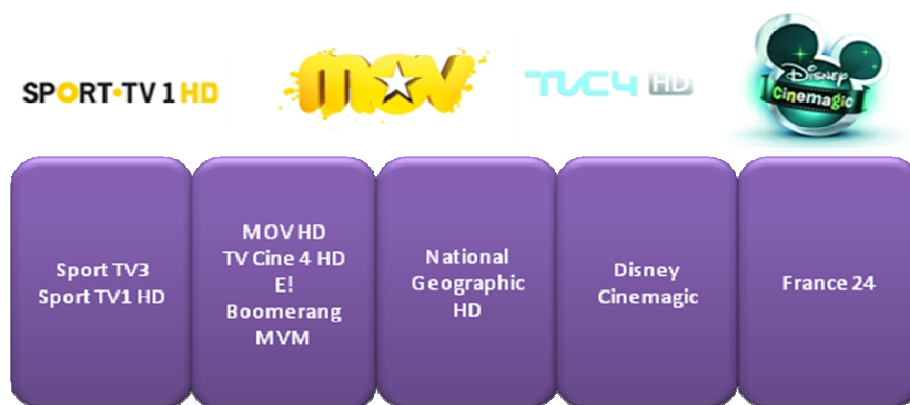 SPORT•TV 1 HD
MOV
TVC4 HD
Disney
Cinemagic
Sport TV3
Sport TV1 HD
MOV HD
TV Cine 4 HD
E!
Boomerang
MVM
National
Geographic
HD
Disney
Cinemagic
France 24